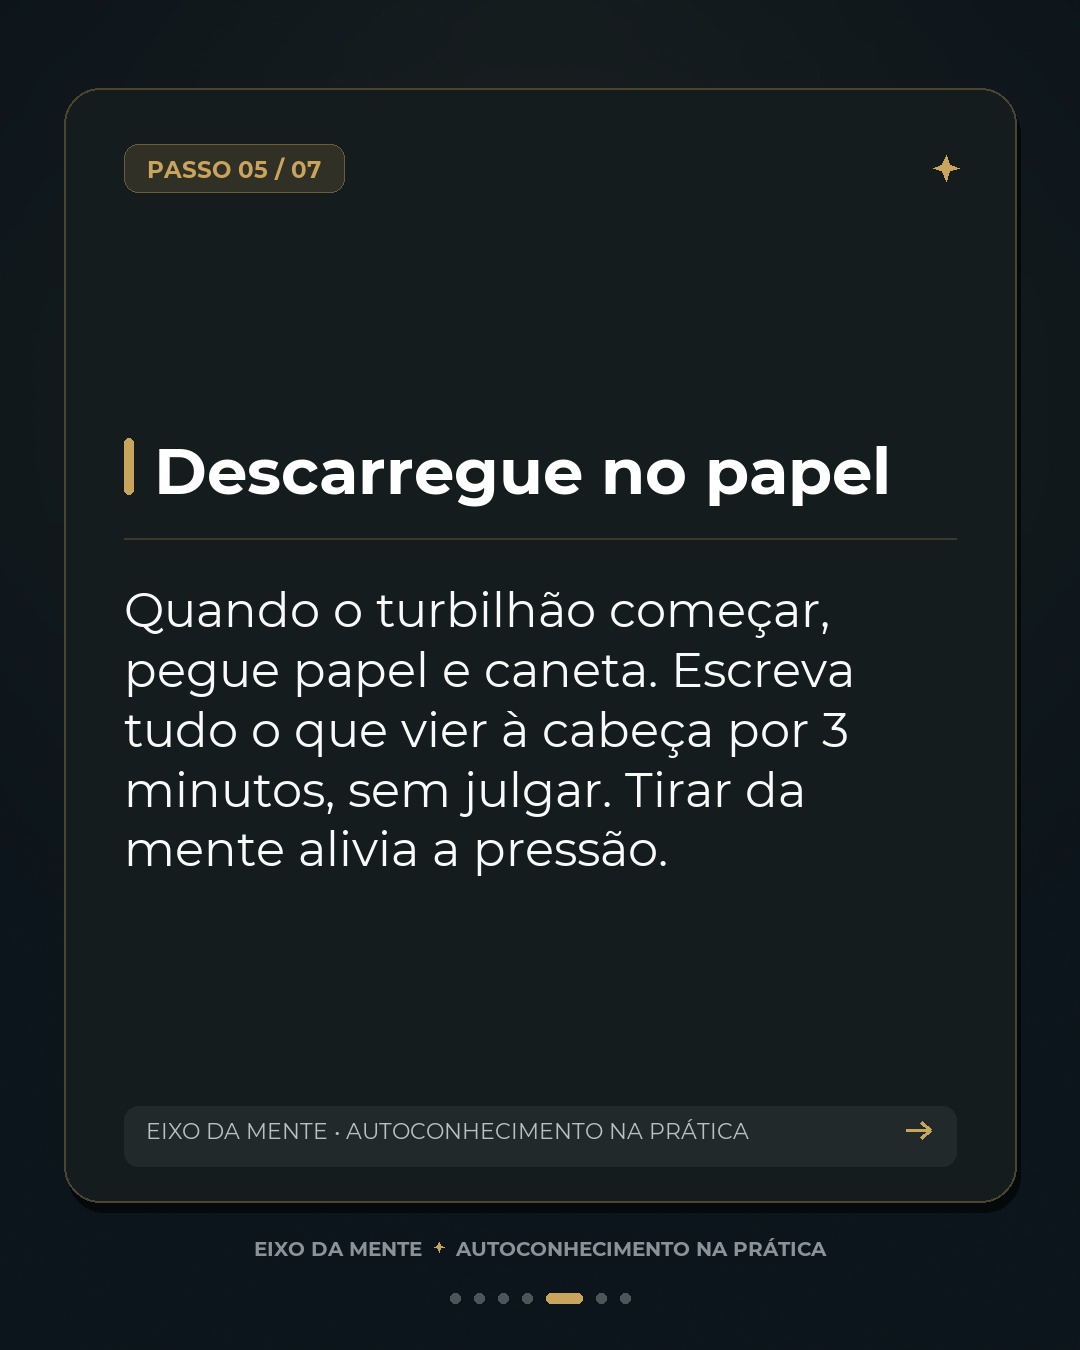 PASSO 05 / 07
Descarregue no papel
Quando o turbilhão começar,
pegue papel e caneta. Escreva
tudo o que vier à cabeça por 3
minutos, sem julgar. Tirar da
mente alivia a pressão.
EIXO DA MENTE • AUTOCONHECIMENTO NA PRÁTICA
EIXO DA MENTE ✦ AUTOCONHECIMENTO NA PRÁTICA